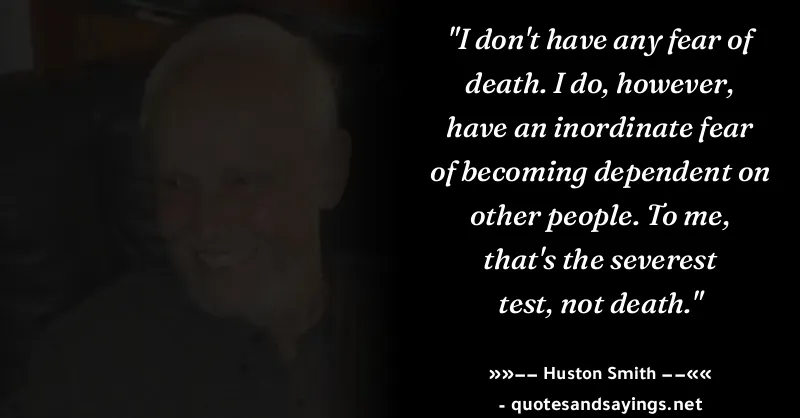 "I don't have any fear of
death. I do, however,
have an inordinate fear
of becoming dependent on
other people. To me,
that's the severest
test, not death."
»»–– Huston Smith ––««
- quotesandsayings.net